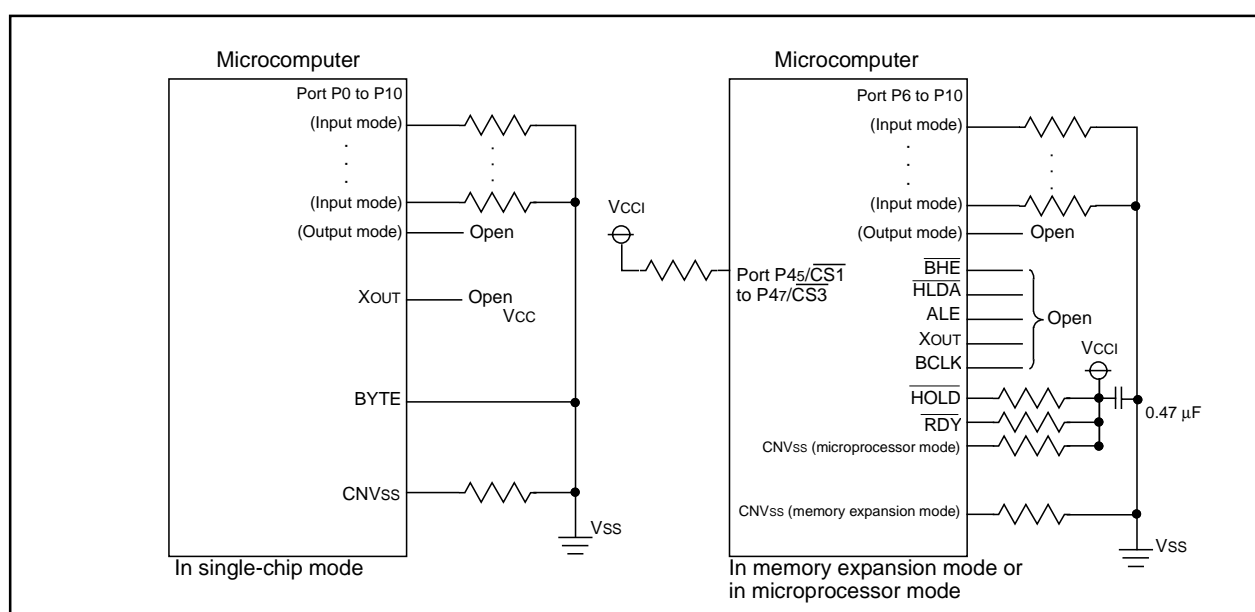 Microcomputer
Port P0 to P10
(Input mode)
(Input mode)
(Output mode)
Open
XOUT
Open
VCC
BYTE
CNVSS
VSS
In single-chip mode
Microcomputer
Port P6 to P10
(Input mode)
(Input mode)
(Output mode)
Open
VCCI
Port P45/CS1
to P47/CS3
BHE
HLDA
ALE
XOUT
BCLK
Open
VCCI
HOLD
RDY
0.47 µF
CNVSS (microprocessor mode)
CNVSS (memory expansion mode)
VSS
In memory expansion mode or
in microprocessor mode